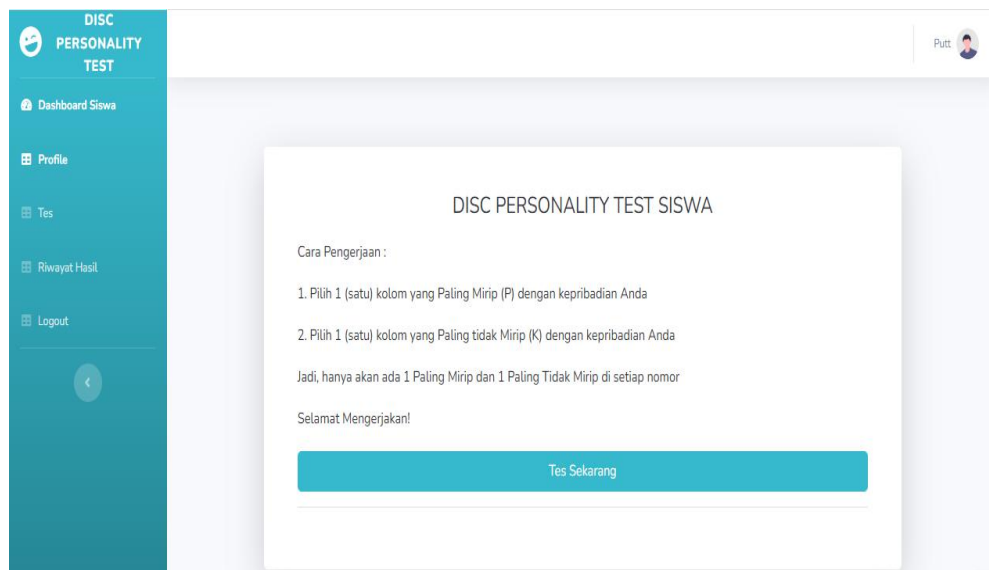 DISC
PERSONALITY
TEST
Putt
Dashboard Siswa
Profile
Tes
Riwayat Hasil
Logout
DISC PERSONALITY TEST SISWA
Cara Pengerjaan :
1. Pilih 1 (satu) kolom yang Paling Mirip (P) dengan kepribadian Anda
2. Pilih 1 (satu) kolom yang Paling tidak Mirip (K) dengan kepribadian Anda
Jadi, hanya akan ada 1 Paling Mirip dan 1 Paling Tidak Mirip di setiap nomor
Selamat Mengerjakan!
Tes Sekarang